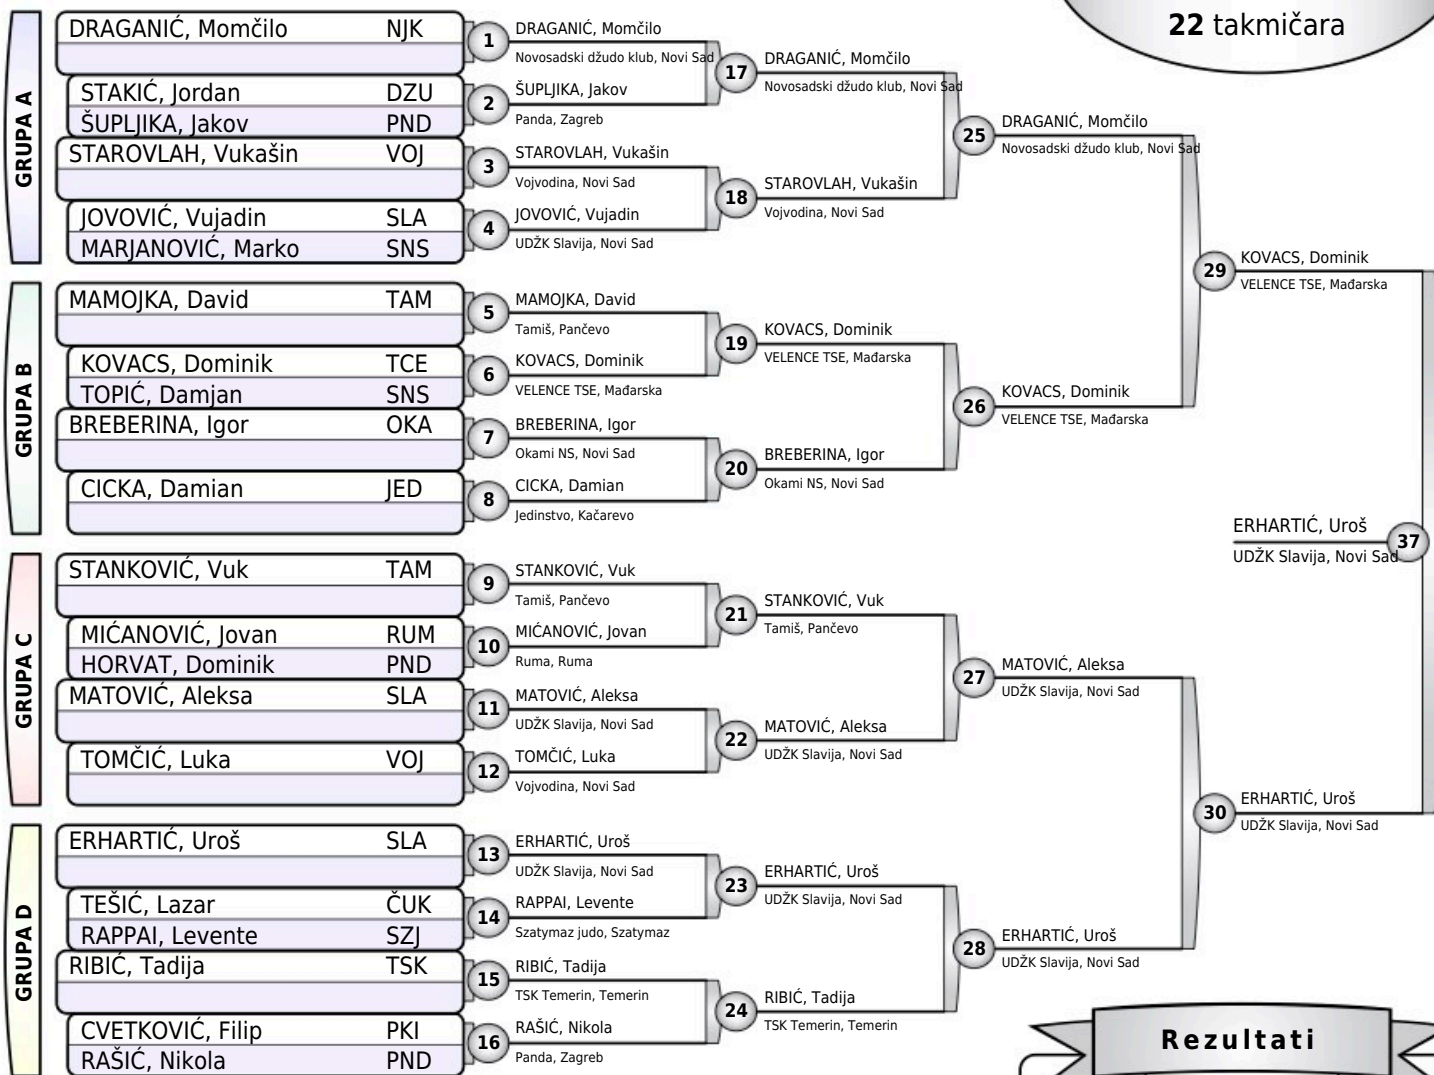 22 takmičara
GRUPA A
DRAGANIĆ, Momčilo NJK
STAKIĆ, Jordan DZU
ŠUPLJIKA, Jakov PND
STAROVLAH, Vukašin VOJ
JOVOVIĆ, Vujadin SLA
MARJANOVIĆ, Marko SNS
GRUPA B
MAMOJKA, David TAM
KOVACS, Dominik TCE
TOPIĆ, Damjan SNS
BREBERINA, Igor OKA
CICKA, Damian JED
GRUPA C
STANKOVIĆ, Vuk TAM
MIĆANOVIĆ, Jovan RUM
HORVAT, Dominik PND
MATOVIĆ, Aleksa SLA
TOMČIĆ, Luka VOJ
GRUPA D
ERHARTIĆ, Uroš SLA
TEŠIĆ, Lazar ČUK
RAPPAI, Levente SZJ
RIBIĆ, Tadija TSK
CVETKOVIĆ, Filip PKI
RAŠIĆ, Nikola PND
1
DRAGANIĆ, Momčilo
Novosadski džudo klub, Novi Sad
2
ŠUPLJIKA, Jakov
Panda, Zagreb
3
STAROVLAH, Vukašin
Vojvodina, Novi Sad
4
JOVOVIĆ, Vujadin
UDŽK Slavija, Novi Sad
5
MAMOJKA, David
Tamiš, Pančevo
6
KOVACS, Dominik
VELENCE TSE, Mađarska
7
BREBERINA, Igor
Okami NS, Novi Sad
8
CICKA, Damian
Jedinstvo, Kačarevo
9
STANKOVIĆ, Vuk
Tamiš, Pančevo
10
MIĆANOVIĆ, Jovan
Ruma, Ruma
11
MATOVIĆ, Aleksa
UDŽK Slavija, Novi Sad
12
TOMČIĆ, Luka
Vojvodina, Novi Sad
13
ERHARTIĆ, Uroš
UDŽK Slavija, Novi Sad
14
RAPPAI, Levente
Szatymaz judo, Szatymaz
15
RIBIĆ, Tadija
TSK Temerin, Temerin
16
RAŠIĆ, Nikola
Panda, Zagreb
17
DRAGANIĆ, Momčilo
Novosadski džudo klub, Novi Sad
18
STAROVLAH, Vukašin
Vojvodina, Novi Sad
19
KOVACS, Dominik
VELENCE TSE, Mađarska
20
BREBERINA, Igor
Okami NS, Novi Sad
21
STANKOVIĆ, Vuk
Tamiš, Pančevo
22
MATOVIĆ, Aleksa
UDŽK Slavija, Novi Sad
23
ERHARTIĆ, Uroš
UDŽK Slavija, Novi Sad
24
RIBIĆ, Tadija
TSK Temerin, Temerin
25
DRAGANIĆ, Momčilo
Novosadski džudo klub, Novi Sad
26
KOVACS, Dominik
VELENCE TSE, Mađarska
27
MATOVIĆ, Aleksa
UDŽK Slavija, Novi Sad
28
ERHARTIĆ, Uroš
UDŽK Slavija, Novi Sad
29
KOVACS, Dominik
VELENCE TSE, Mađarska
30
ERHARTIĆ, Uroš
UDŽK Slavija, Novi Sad
ERHARTIĆ, Uroš
UDŽK Slavija, Novi Sad
37
Rezultati